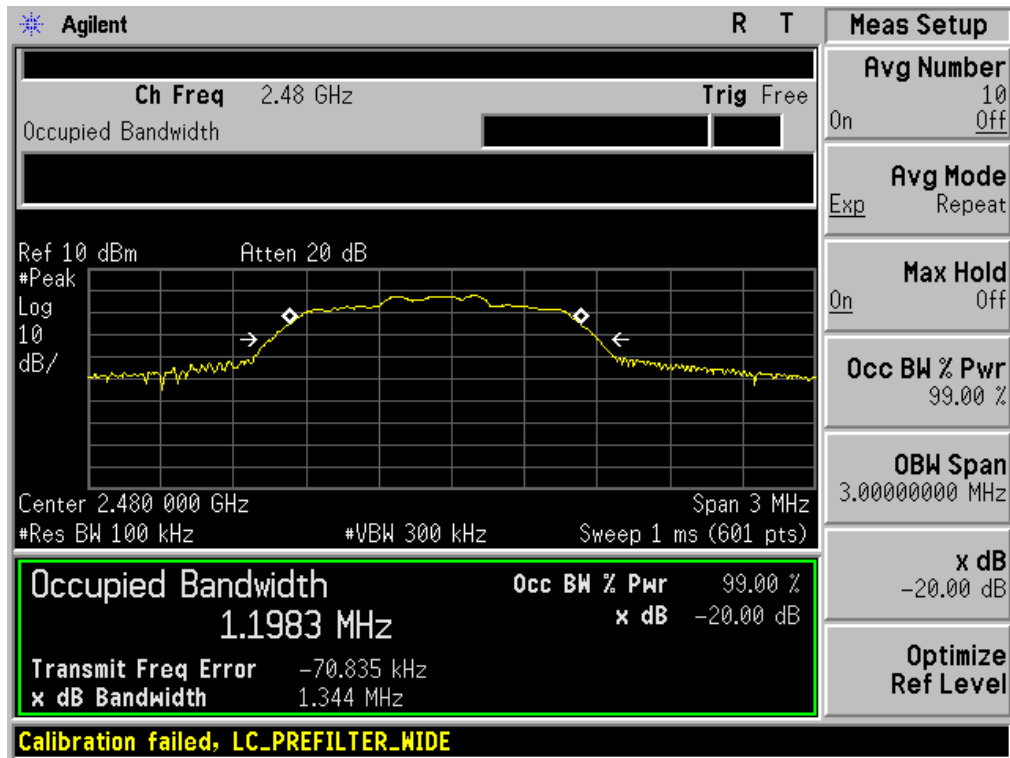 Agilent R T Meas Setup
Ch Freq 2.48 GHz Trig Free
Occupied Bandwidth
Ref 10 dBm Atten 20 dB
#Peak
Log
10
dB/
Center 2.480 000 GHz Span 3 MHz
#Res BW 100 kHz #VBW 300 kHz Sweep 1 ms (601 pts)
Occupied Bandwidth Occ BW % Pwr 99.00 %
1.1983 MHz x dB -20.00 dB
Transmit Freq Error -70.835 kHz
x dB Bandwidth 1.344 MHz
Calibration failed, LC_PREFILTER_WIDE
Avg Number
10
On Off
Avg Mode
Exp Repeat
Max Hold
On Off
Occ BW % Pwr
99.00 %
OBW Span
3.00000000 MHz
x dB
-20.00 dB
Optimize
Ref Level